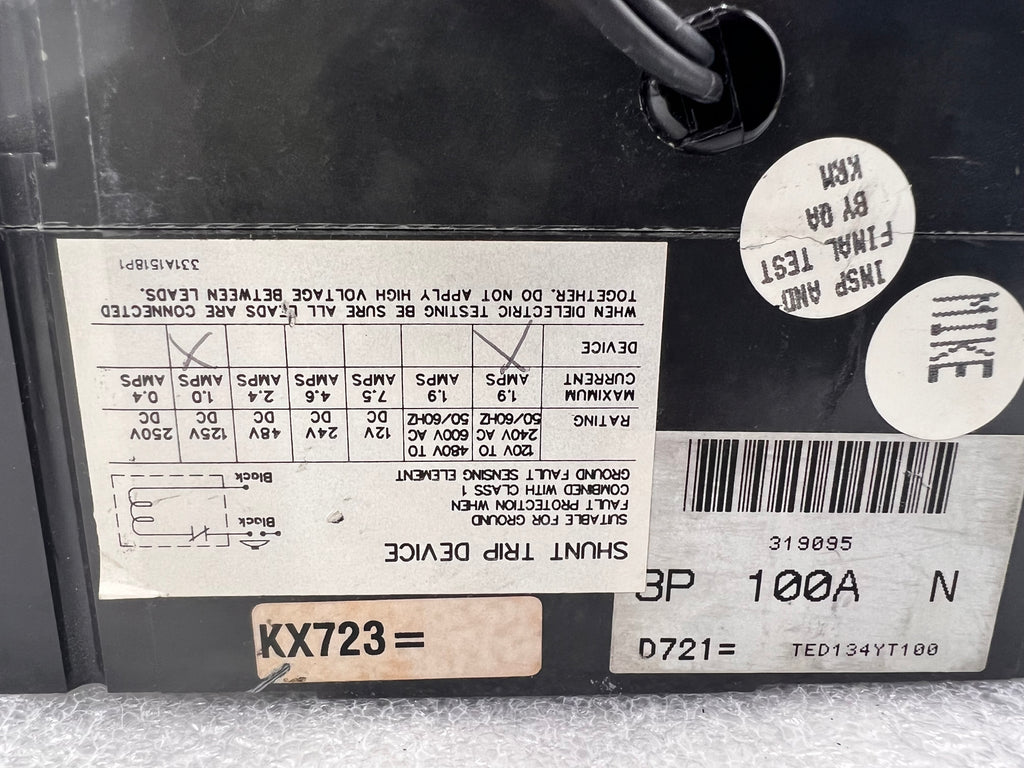 INSP AND
FINAL TEST
BY QA
KRM
MIKE
SHUNT TRIP DEVICE
SUITABLE FOR GROUND
FAULT PROTECTION WHEN
COMBINED WITH CLASS 1
GROUND FAULT SENSING ELEMENT
Black
Black
RATING 120V TO 240V AC 50/60HZ 480V TO 600V AC 50/60HZ 12V DC 24V DC 48V DC 125V DC 250V DC
MAXIMUM CURRENT 1.9 AMPS 1.9 AMPS 7.5 AMPS 4.6 AMPS 2.4 AMPS 1.0 AMPS 0.4 AMPS
DEVICE X X
WHEN DIELECTRIC TESTING BE SURE ALL LEADS ARE CONNECTED
TOGETHER. DO NOT APPLY HIGH VOLTAGE BETWEEN LEADS.
331A1518P1
319095
3P 100A N
D721= TED134YT100
KX723=